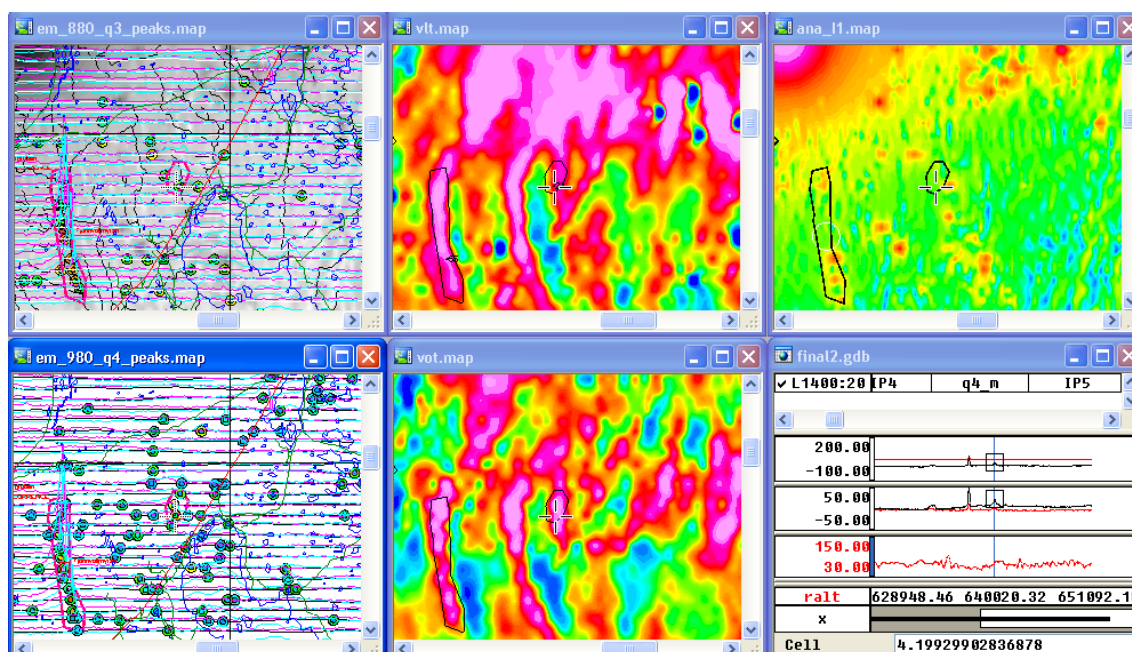 em_880_q3_peaks.map
vlt.map
ana_l1.map
em_980_q4_peaks.map
vot.map
final2.gdb
L1400:20 IP4 q4_m IP5
200.00
-100.00
50.00
-50.00
150.00
30.00
ralt 628948.46 640020.32 651092.1
x
Cell 4.19929902836878